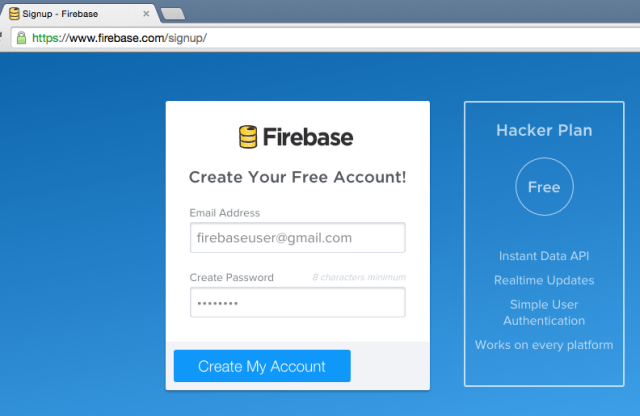 Signup - Firebase
https://www.firebase.com/signup/
Firebase
Create Your Free Account!
Email Address
firebaseuser@gmail.com
Create Password 8 characters minimum
••••••••
Create My Account
Hacker Plan
Free
Instant Data API
Realtime Updates
Simple User
Authentication
Works on every platform